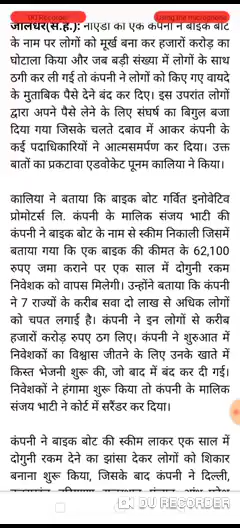 DU Recorder
Using the microphone
जालंधर(स.ह.): नोएडा की एक कंपनी ने बाइक बोट
के नाम पर लोगों को मूर्ख बना कर हजारों करोड़ का
घोटाला किया और जब बड़ी संख्या में लोगों के साथ
ठगी कर ली गई तो कंपनी ने लोगों को किए गए वायदे
के मुताबिक पैसे देने बंद कर दिए। इस उपरांत लोगों
द्वारा अपने पैसे लेने के लिए संघर्ष का बिगुल बजा
दिया गया जिसके चलते दबाव में आकर कंपनी के
कई पदाधिकारियों ने आत्मसमर्पण कर दिया। उक्त
बातों का प्रकटावा एडवोकेट पूनम कालिया ने किया।
कालिया ने बताया कि बाइक बोट गर्वित इनोवेटिव
प्रोमोटर्स लि. कंपनी के मालिक संजय भाटी की
कंपनी ने बाइक बोट के नाम से स्कीम निकाली जिसमें
बताया गया कि एक बाइक की कीमत के 62,100
रुपए जमा कराने पर एक साल में दोगुनी रकम
निवेशक को वापस मिलेगी। उन्होंने बताया कि कंपनी
ने 7 राज्यों के करीब सवा दो लाख से अधिक लोगों
को चपत लगाई है। कंपनी ने इन लोगों से करीब
हजारों करोड़ रुपए ठग लिए। कंपनी ने शुरुआत में
निवेशकों का विश्वास जीतने के लिए उनके खाते में
किस्त भेजनी शुरू की, जो बाद में बंद कर दी गई।
निवेशकों ने हंगामा शुरू किया तो कंपनी के मालिक
संजय भाटी ने कोर्ट में सरैंडर कर दिया।
कंपनी ने बाइक बोट की स्कीम लाकर एक साल में
दोगुनी रकम देने का झांसा देकर लोगों को शिकार
बनाना शुरू किया, जिसके बाद कंपनी ने दिल्ली,
DU RECORDER